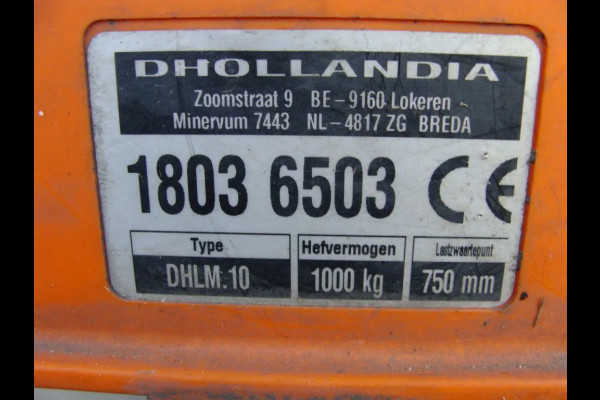 DHOLLANDIA
Zoomstraat 9 BE-9160 Lokeren
Minervum 7443 NL-4817 ZG BREDA
1803 6503 CE
Type Hefvermogen Lastzwaartepunt
DHLM.10 1000 kg 750 mm